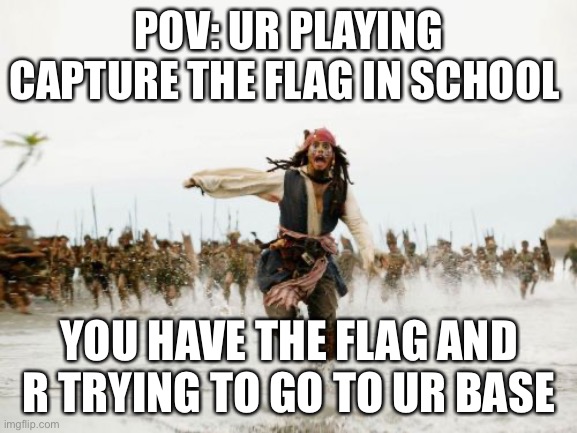 POV: UR PLAYING
CAPTURE THE FLAG IN SCHOOL
YOU HAVE THE FLAG AND
R TRYING TO GO TO UR BASE
imgflip.com